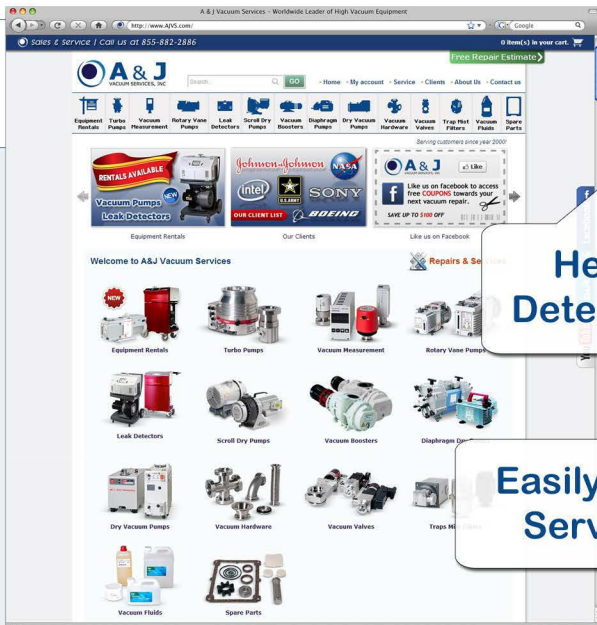 A & J Vacuum Services - Worldwide Leader of High Vacuum Equipment
http://www.AJVS.com/
Google
Sales & Service | Call us at 855-882-2886
0 item(s) in your cart.
Free Repair Estimate
A & J
VACUUM SERVICES, INC
Search...
GO
Home
My account
Service
Clients
About Us
Contact us
Equipment Rentals
Turbo Pumps
Vacuum Measurement
Rotary Vane Pumps
Leak Detectors
Scroll Dry Pumps
Vacuum Boosters
Diaphragm Pumps
Dry Vacuum Pumps
Vacuum Hardware
Vacuum Valves
Trap Mist Filters
Vacuum Fluids
Spare Parts
Serving customers since year 2000!
RENTALS AVAILABLE
NEW
Vacuum Pumps
Leak Detectors
Johnson & Johnson
NASA
intel
U.S. ARMY
SONY
OUR CLIENT LIST
BOEING
A & J
Like
Like us on facebook to access
free COUPONS towards your
next vacuum repair.
SAVE UP TO $100 OFF
Equipment Rentals
Our Clients
Like us on Facebook
Welcome to A&J Vacuum Services
Repairs & Se
He
Dete
NEW
Equipment Rentals
Turbo Pumps
Vacuum Measurement
Rotary Vane Pumps
Leak Detectors
Scroll Dry Pumps
Vacuum Boosters
Diaphragm
Easily
Serv
Dry Vacuum Pumps
Vacuum Hardware
Vacuum Valves
Traps
Vacuum Fluids
Spare Parts